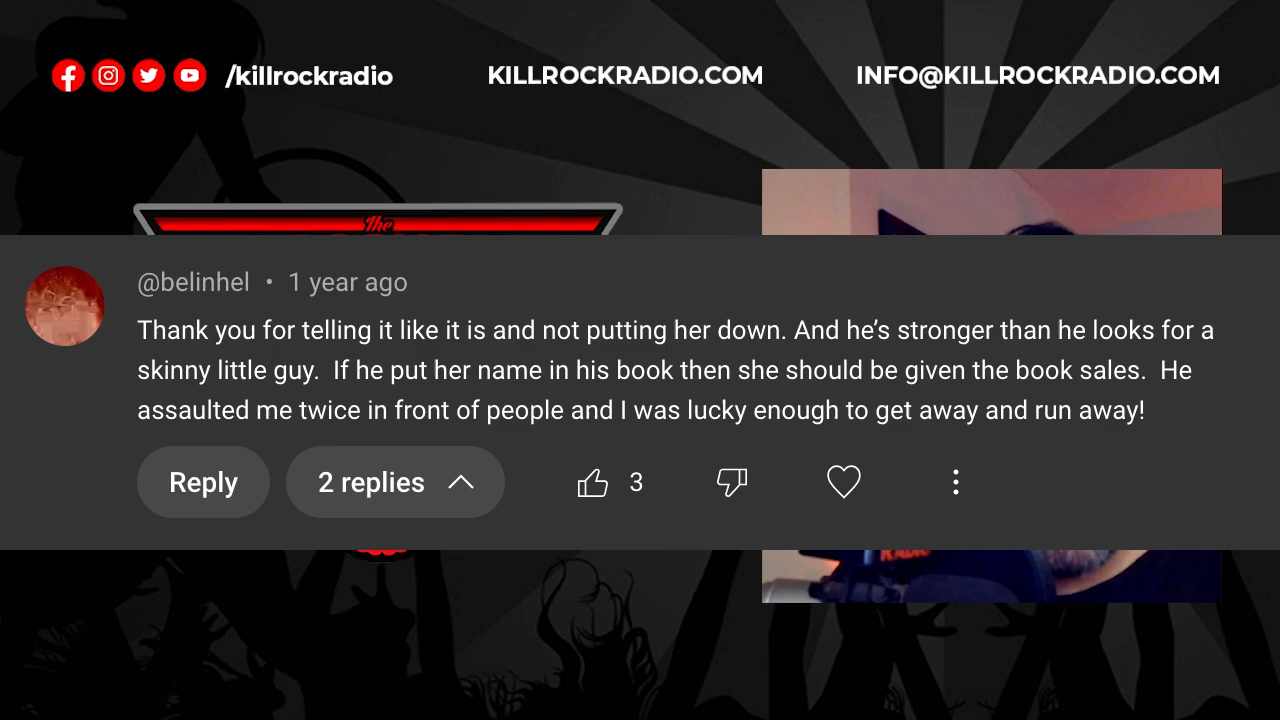 /killrockradio
KILLROCKRADIO.COM
INFO@KILLROCKRADIO.COM
The
@belinhel • 1 year ago
Thank you for telling it like it is and not putting her down. And he’s stronger than he looks for a
skinny little guy.  If he put her name in his book then she should be given the book sales.  He
assaulted me twice in front of people and I was lucky enough to get away and run away!
Reply
2 replies
3
RADIO